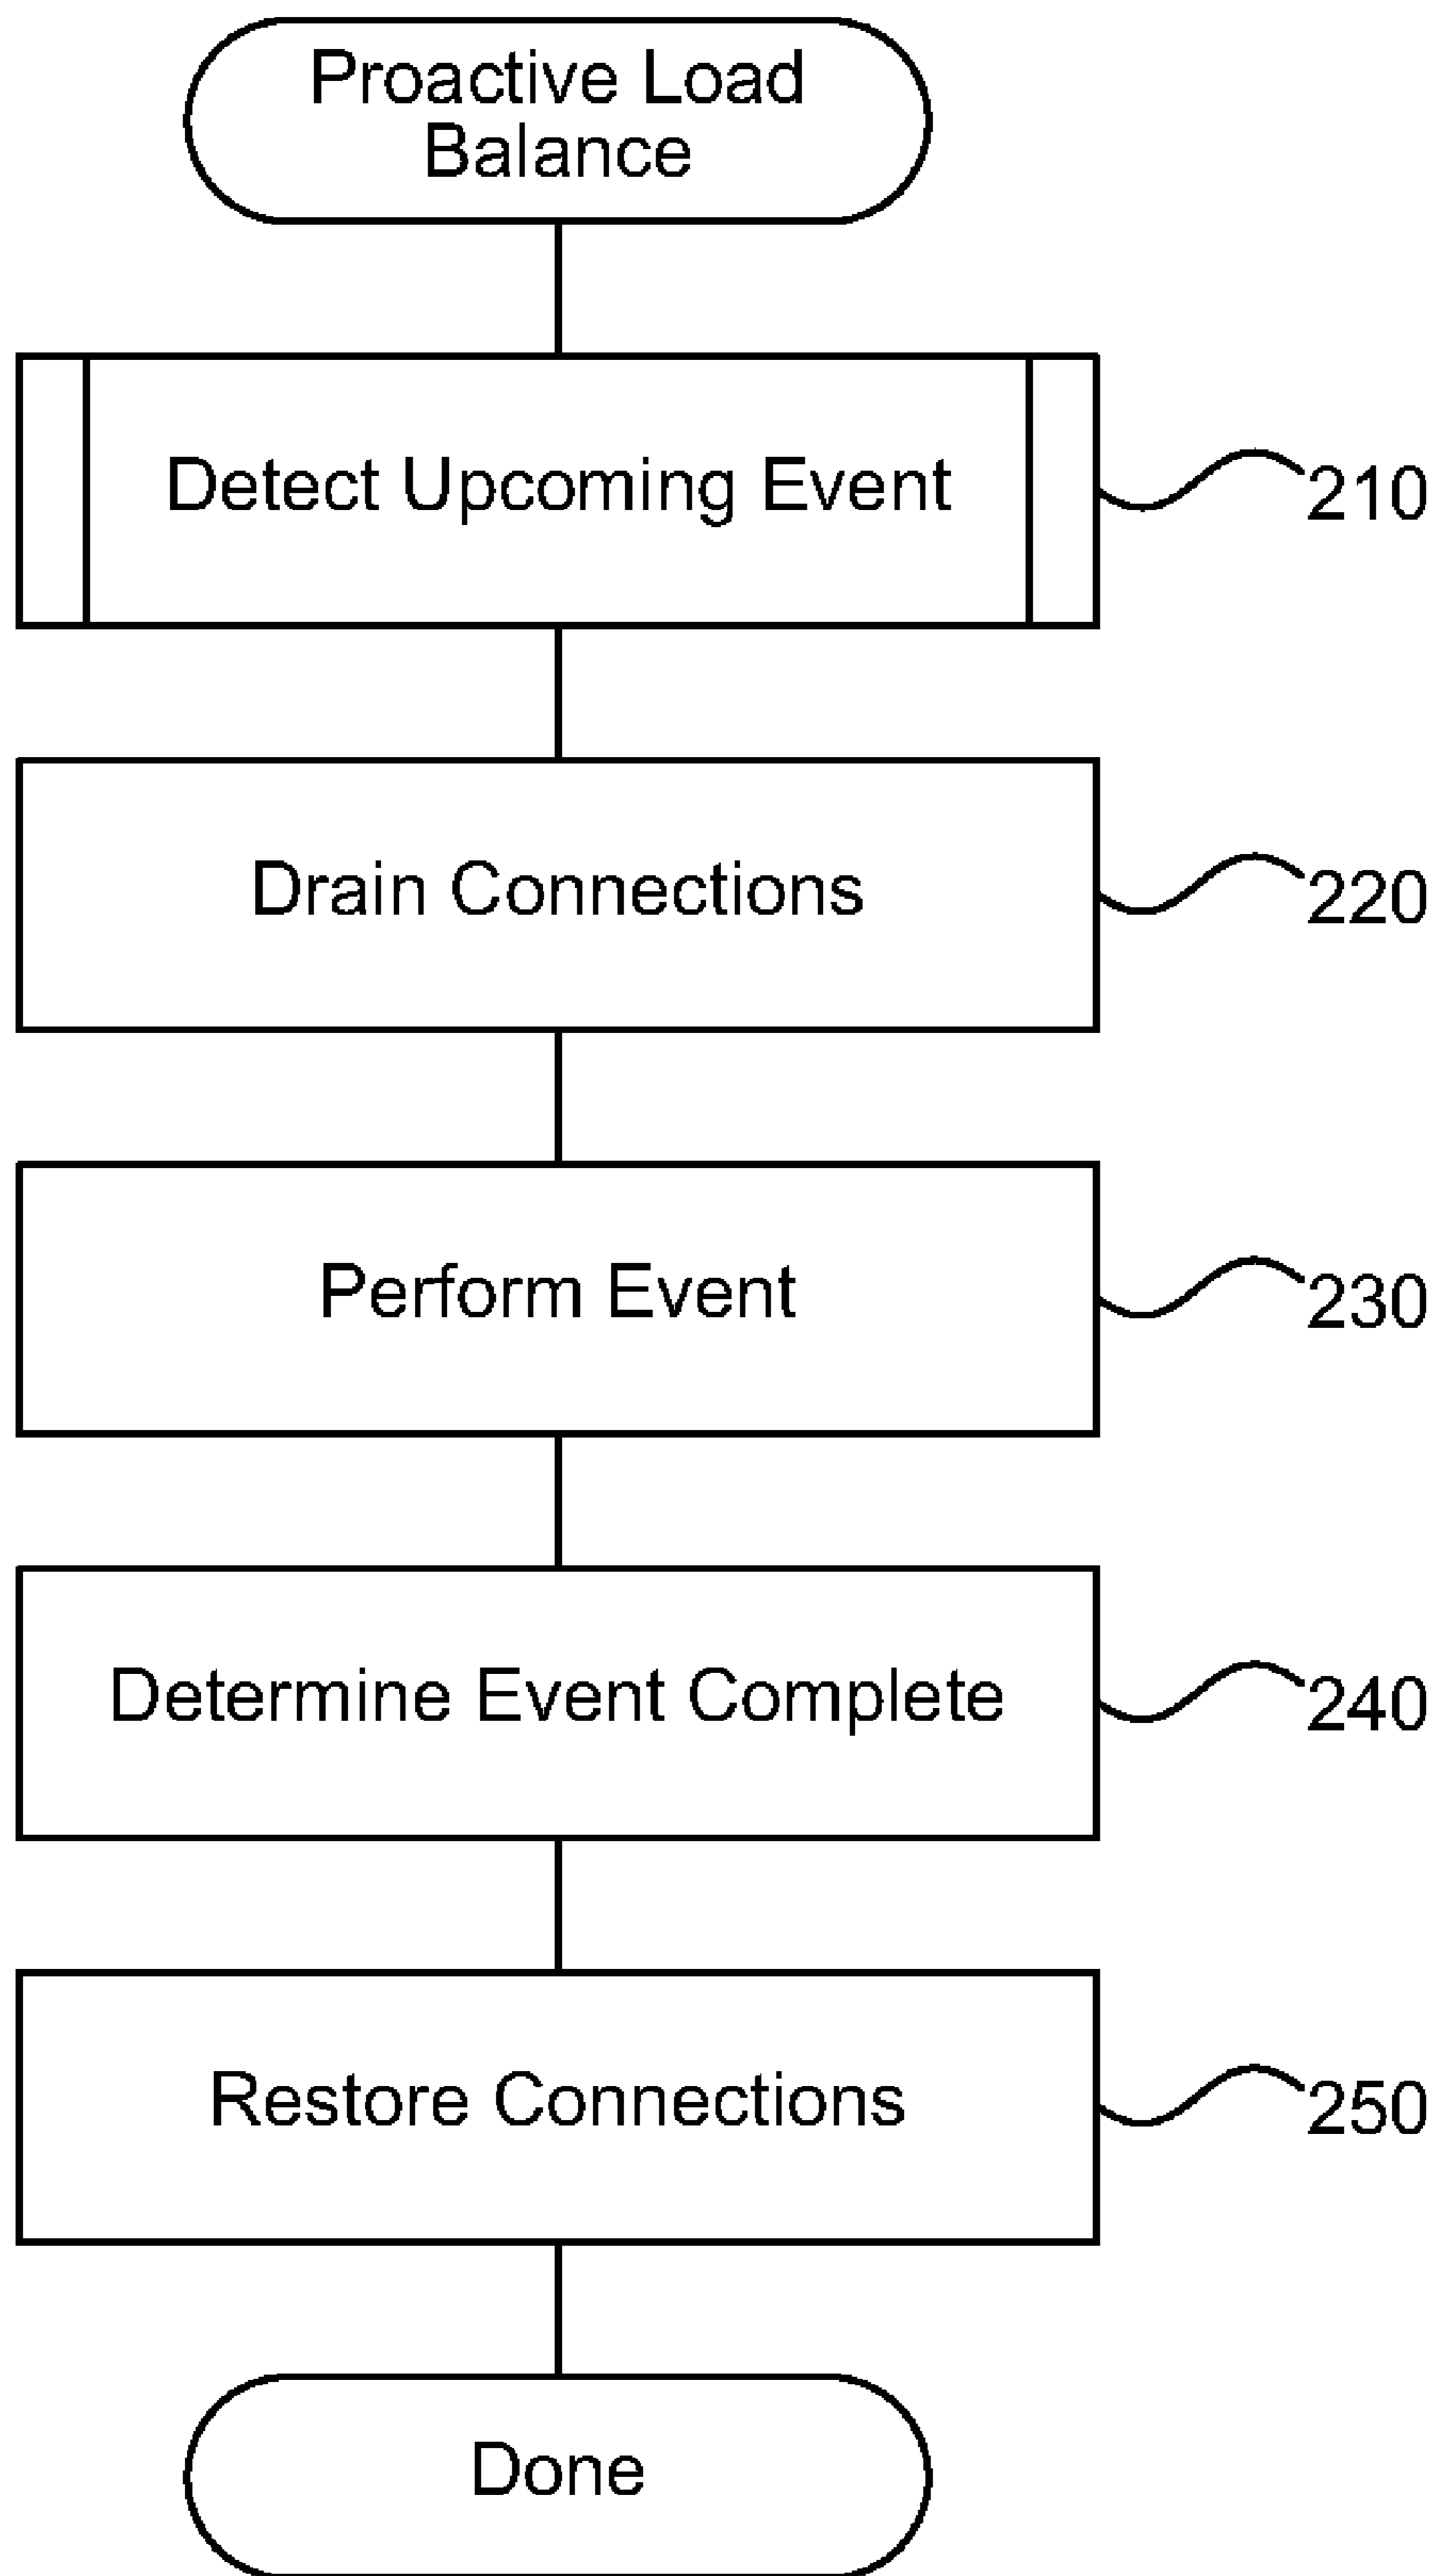 Proactive Load
Balance
Detect Upcoming Event
210
Drain Connections
220
Perform Event
230
Determine Event Complete
240
Restore Connections
250
Done